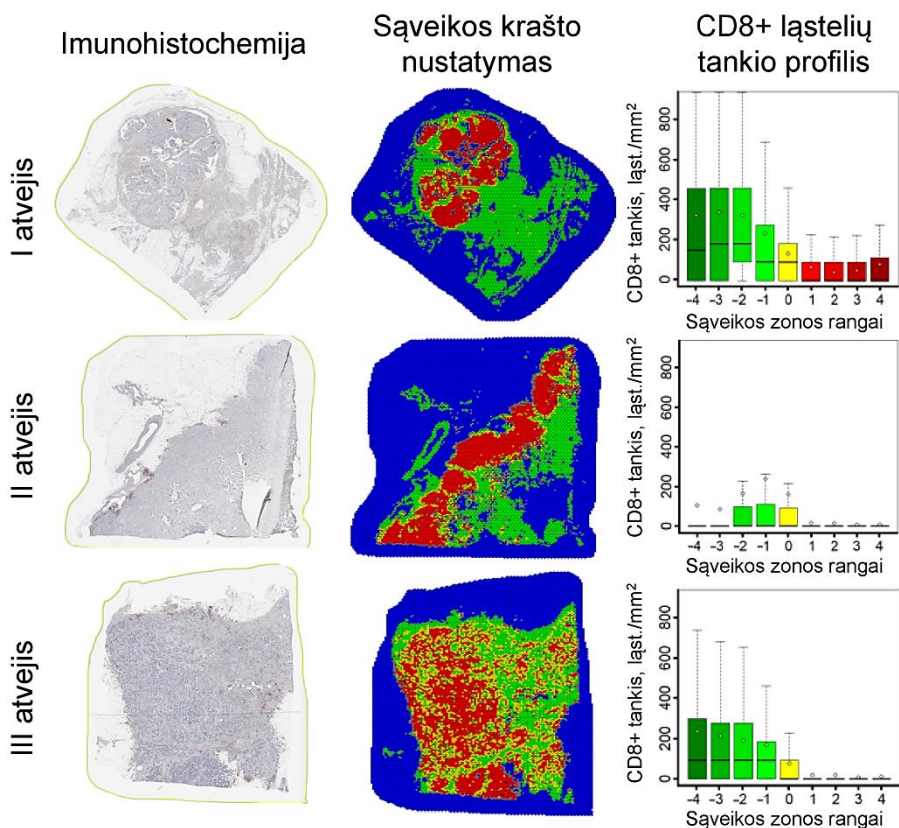 Imunohistochemija
Sąveikos krašto
nustatymas
CD8+ ląstelių
tankio profilis
I atvejis
CD8+ tankis, ląst./mm²
800
600
400
200
0
-4 -3 -2 -1 0 1 2 3 4
Sąveikos zonos rangai
II atvejis
CD8+ tankis, ląst./mm²
800
600
400
200
0
-4 -3 -2 -1 0 1 2 3 4
Sąveikos zonos rangai
III atvejis
CD8+ tankis, ląst./mm²
800
600
400
200
0
-4 -3 -2 -1 0 1 2 3 4
Sąveikos zonos rangai